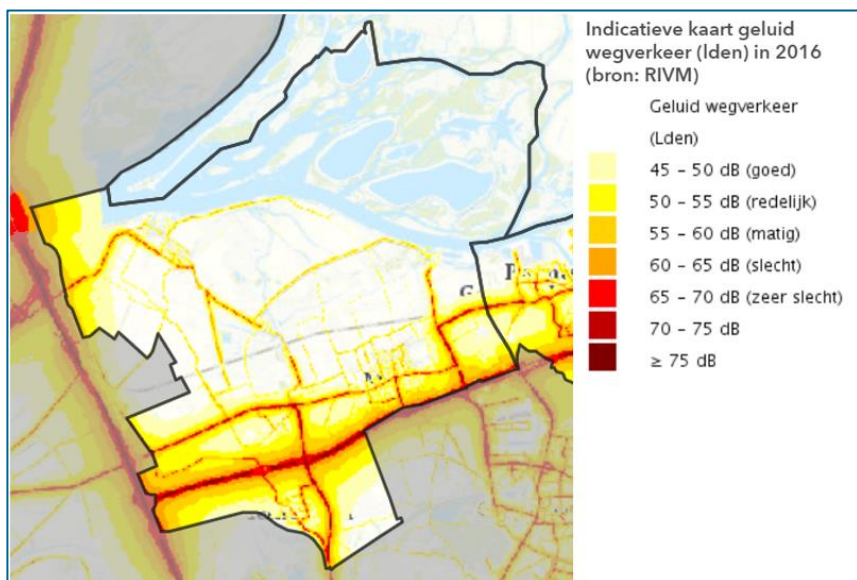 Indicatieve kaart geluid
wegverkeer (lden) in 2016
(bron: RIVM)
Geluid wegverkeer
(Lden)
45 – 50 dB (goed)
50 – 55 dB (redelijk)
55 – 60 dB (matig)
60 – 65 dB (slecht)
65 – 70 dB (zeer slecht)
70 – 75 dB
≥ 75 dB